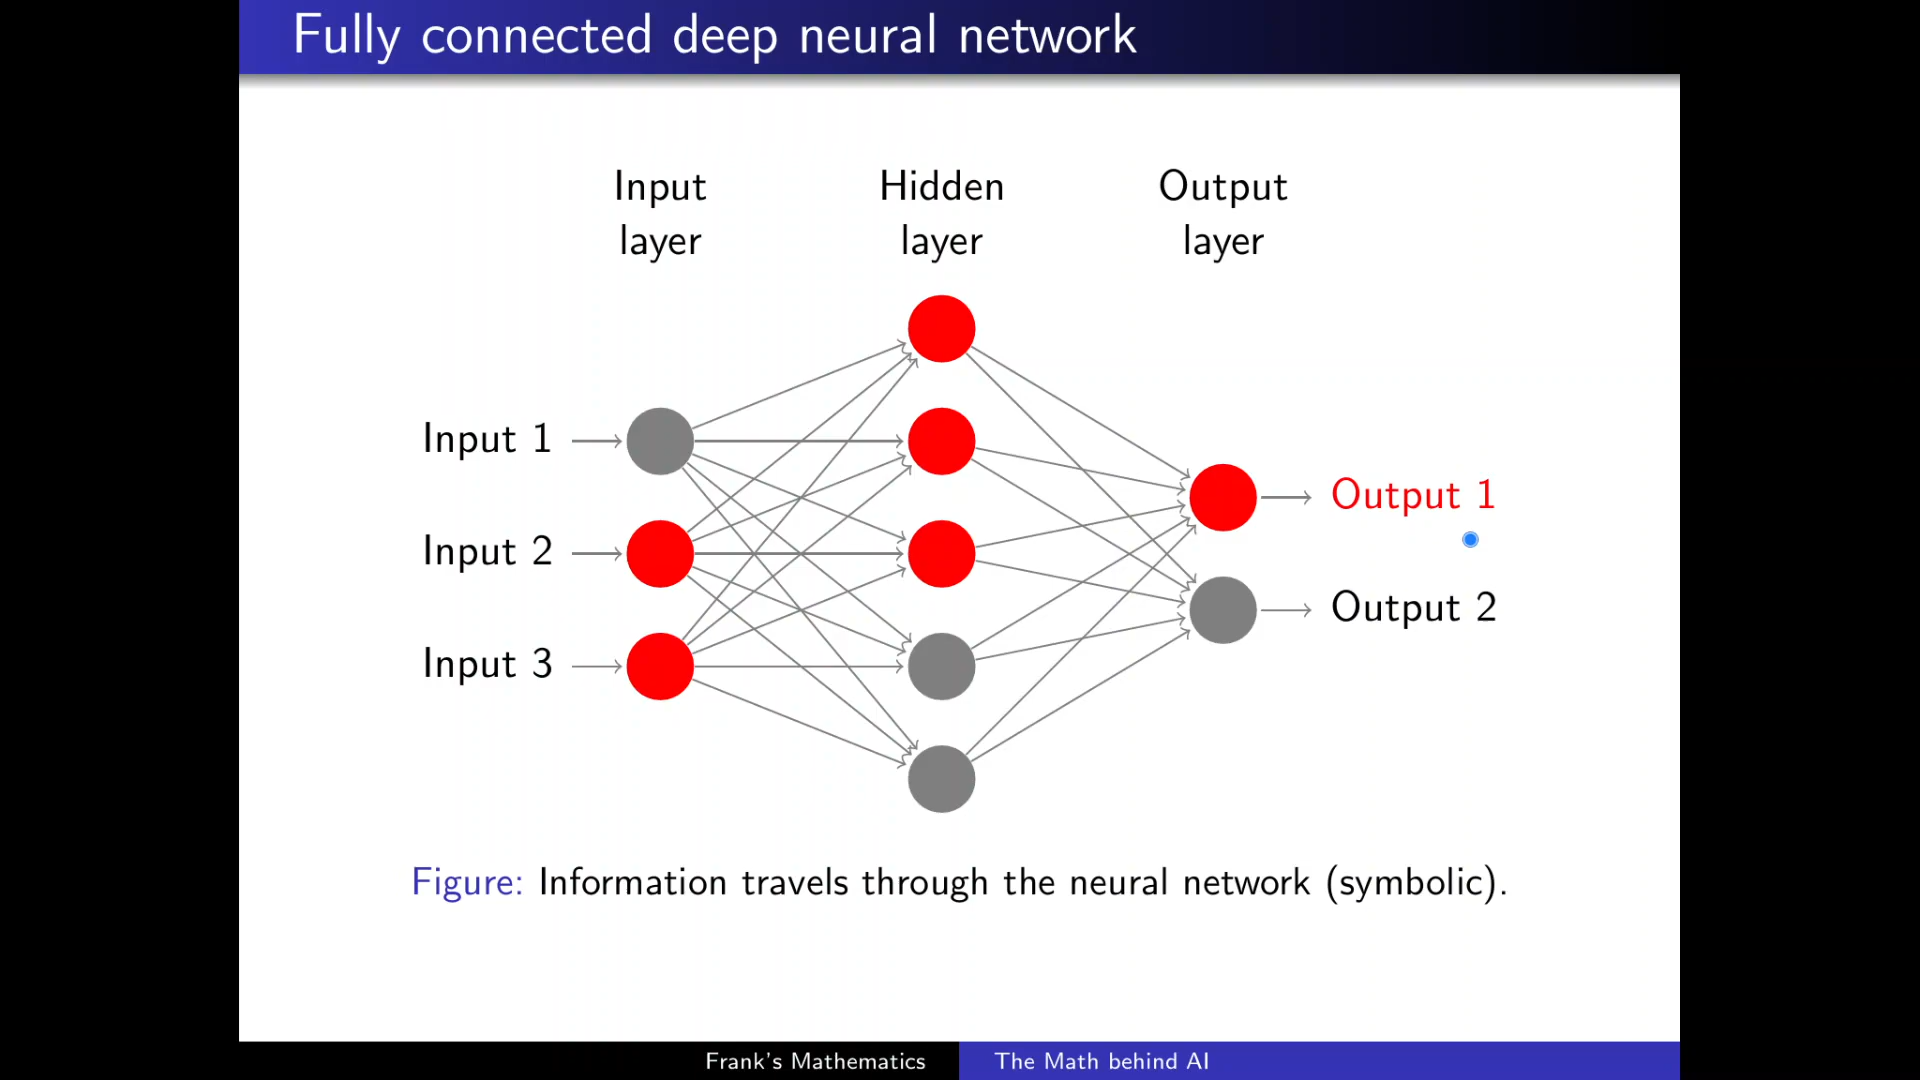 Fully connected deep neural network
Input
layer
Hidden
layer
Output
layer
Input 1
Input 2
Input 3
Output 1
Output 2
Figure: Information travels through the neural network (symbolic).
Frank's Mathematics
The Math behind AI